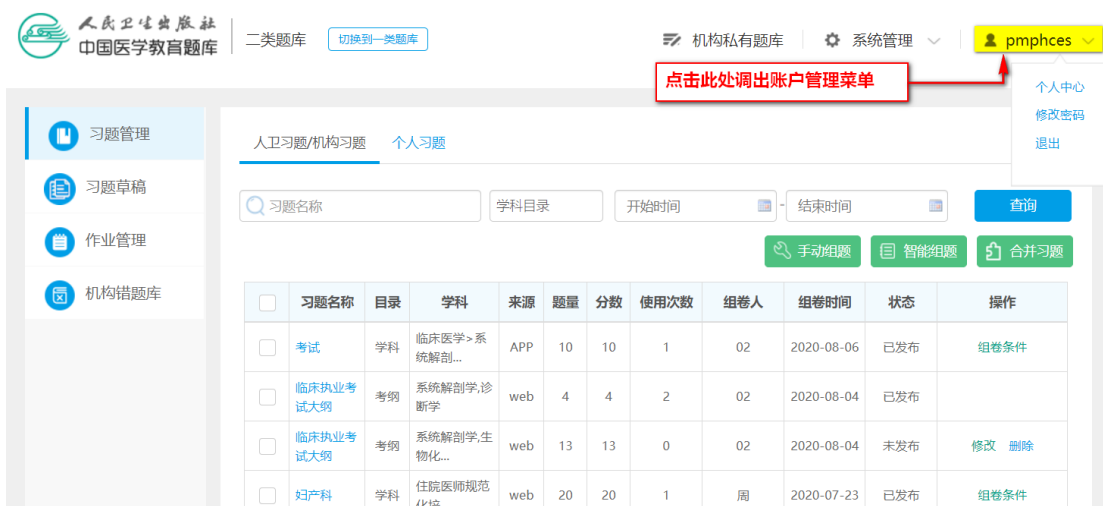 人民卫生出版社
中国医学教育题库
二类题库
切换到一类题库
机构私有题库
系统管理
pmphces
点击此处调出账户管理菜单
个人中心
修改密码
退出
习题管理
习题草稿
作业管理
机构错题库
人卫习题/机构习题 个人习题
习题名称 学科目录 开始时间 - 结束时间 查询
手动组题 智能组题 合并习题
习题名称 目录 学科 来源 题量 分数 使用次数 组卷人 组卷时间 状态 操作
考试 学科 临床医学>系 APP 10 10 1 02 2020-08-06 已发布 组卷条件
统解剖...
临床执业考 考纲 系统解剖学,诊 web 4 4 2 02 2020-08-04 已发布
试大纲 断学
临床执业考 考纲 系统解剖学,生 web 13 13 0 02 2020-08-04 未发布 修改 删除
试大纲 物化...
妇产科 学科 住院医师规范 web 20 20 1 周 2020-07-23 已发布 组卷条件